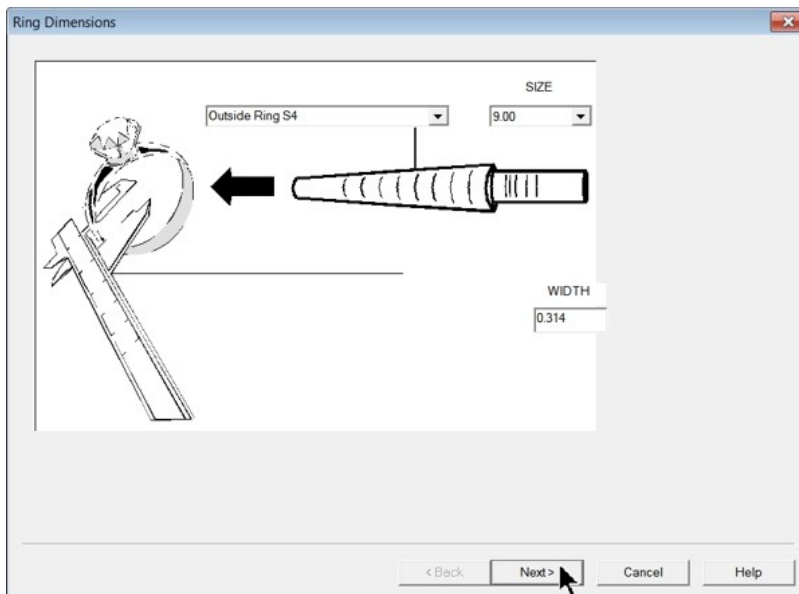 Ring Dimensions
SIZE
Outside Ring S4
9.00
WIDTH
0.314
< Back
Next>
Cancel
Help